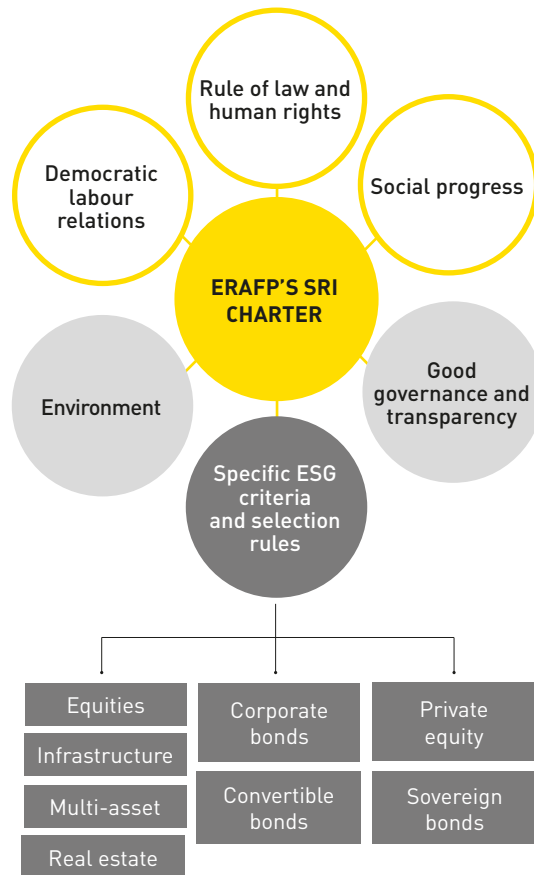 Rule of law and
human rights
Democratic
labour
relations
Social progress
ERAFP'S SRI
CHARTER
Environment
Good
governance and
transparency
Specific ESG
criteria
and selection
rules
Equities
Infrastructure
Multi-asset
Real estate
Corporate
bonds
Convertible
bonds
Private
equity
Sovereign
bonds